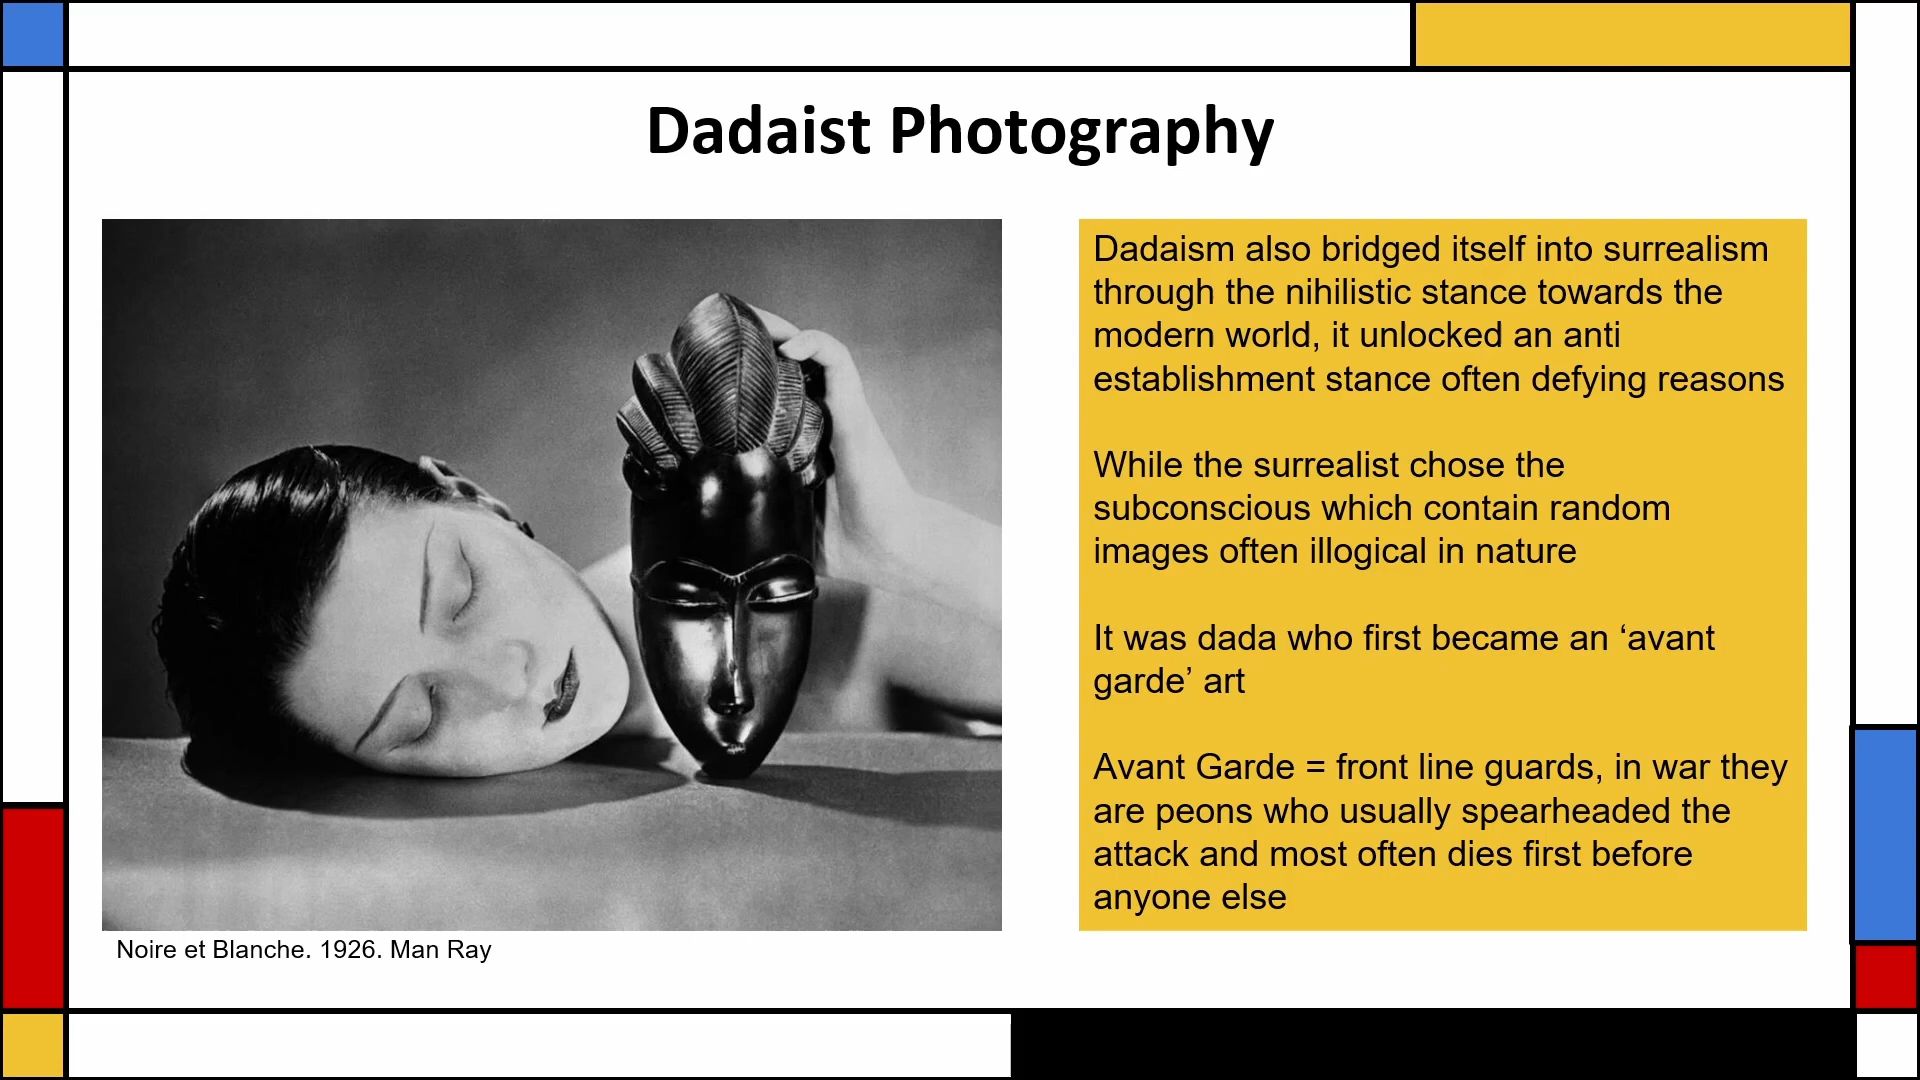 Dadaist Photography
Dadaism also bridged itself into surrealism
through the nihilistic stance towards the
modern world, it unlocked an anti
establishment stance often defying reasons
While the surrealist chose the
subconscious which contain random
images often illogical in nature
It was dada who first became an ‘avant
garde’ art
Avant Garde = front line guards, in war they
are peons who usually spearheaded the
attack and most often dies first before
anyone else
Noire et Blanche. 1926. Man Ray